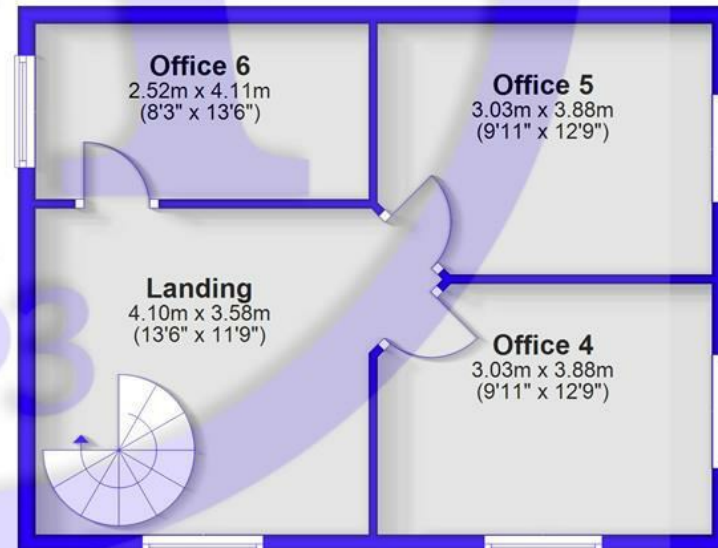 Office 6
2.52m x 4.11m
(8'3" x 13'6")
Office 5
3.03m x 3.88m
(9'11" x 12'9")
Landing
4.10m x 3.58m
(13'6" x 11'9")
Office 4
3.03m x 3.88m
(9'11" x 12'9")